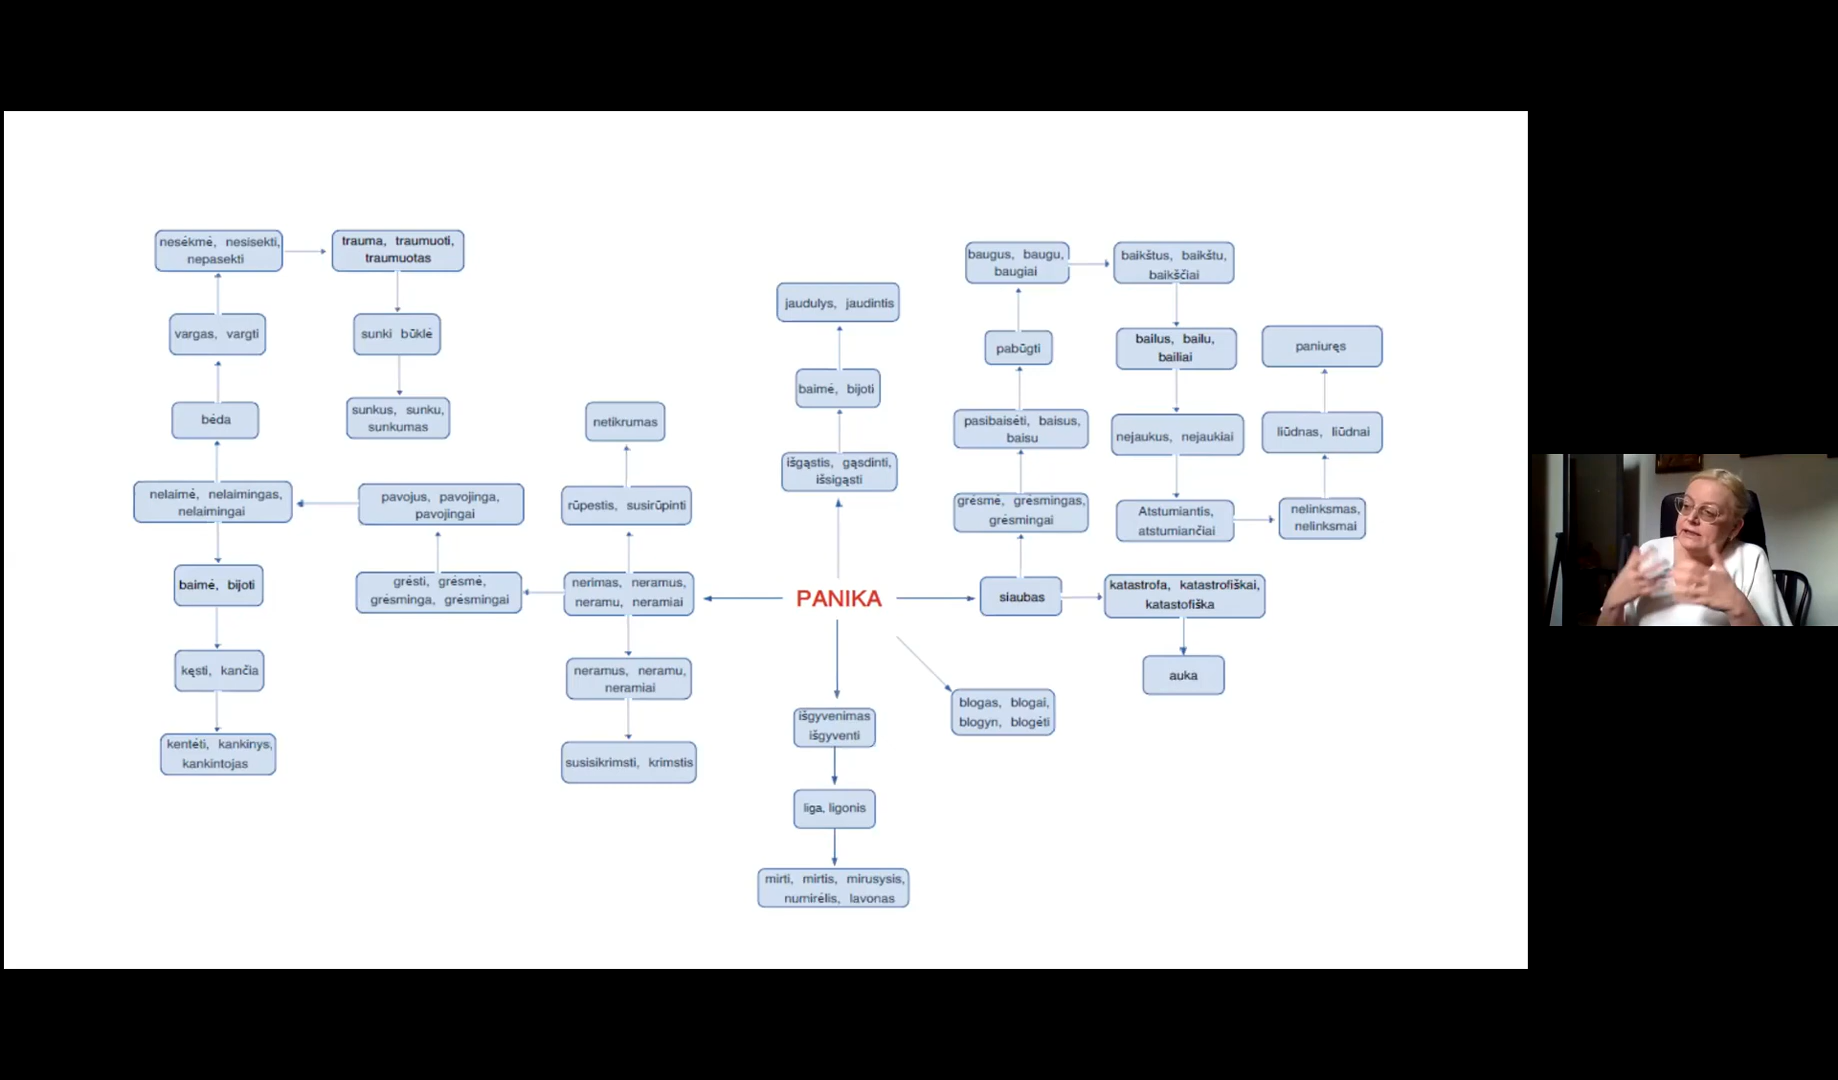 nesėkmė, nesisekti,
nepasekti
trauma, traumuoti,
traumuotas
vargas, vargti
sunki būklė
bėda
sunkus, sunku,
sunkumas
nelaimė, nelaimingas,
nelaimingai
pavojus, pavojinga,
pavojingai
baimė, bijoti
grėsti, grėsmė,
grėsminga, grėsmingai
kęsti, kančia
kentėti, kankinys,
kankintojas
netikrumas
rūpestis, susirūpinti
nerimas, neramus,
neramu, neramiai
neramus, neramu,
neramiai
susisikrimsti, krimstis
jaudulys, jaudintis
baimė, bijoti
išgąstis, gąsdinti,
išsigąsti
PANIKA
išgyvenimas
išgyventi
liga, ligonis
mirti, mirtis, mirusysis,
numirėlis, lavonas
baugus, baugu,
baugiai
baikštus, baikštu,
baikščiai
pabūgti
bailus, bailu,
bailiai
paniuręs
pasibaisėti, baisus,
baisu
nejaukus, nejaukiai
liūdnas, liūdnai
grėsmė, grėsmingas,
grėsmingai
Atstumiantis,
atstumiančiai
nelinksmas,
nelinksmai
siaubas
katastrofa, katastrofiškai,
katastofiška
auka
blogas, blogai,
blogyn, blogėti